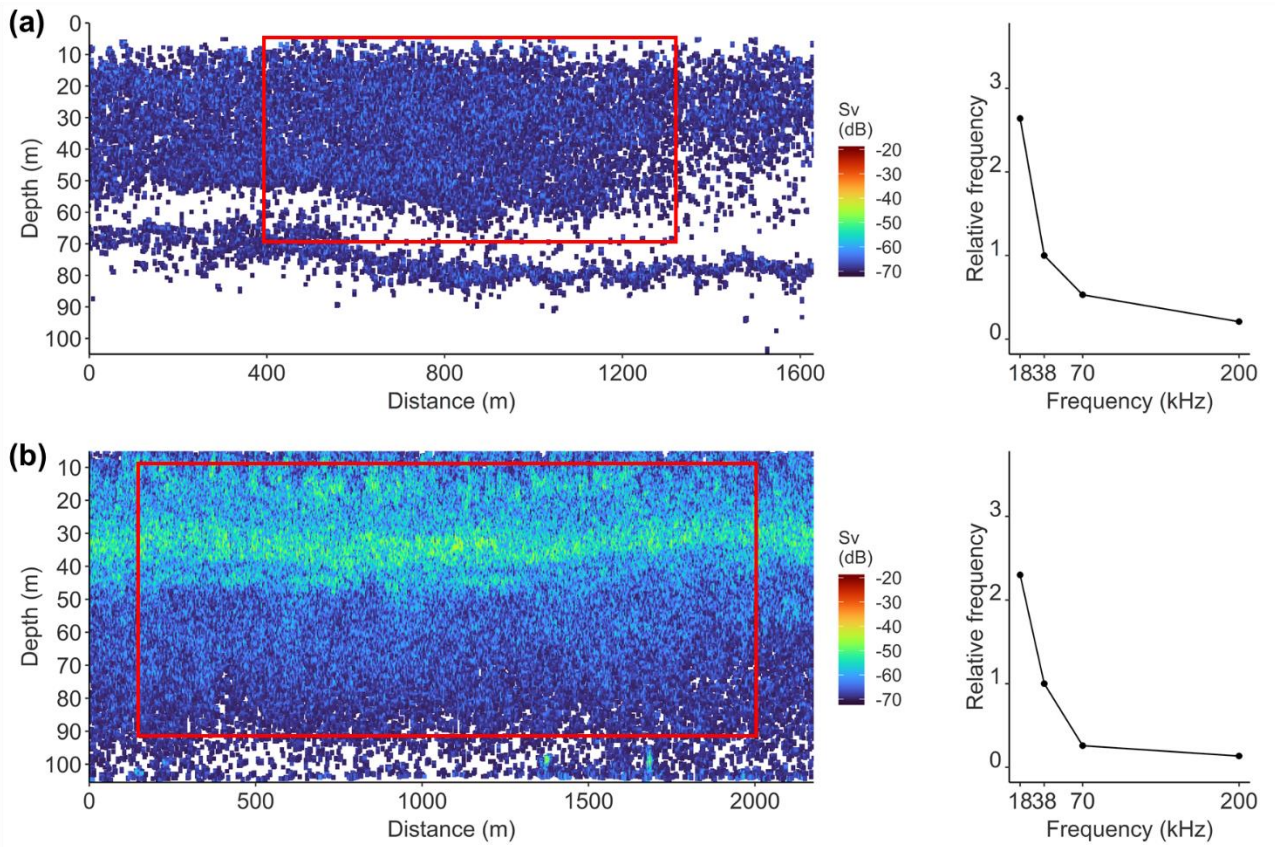 (a)
0
10
20
30
40
50
60
70
80
90
100
Depth (m)
0 400 800 1200 1600
Distance (m)
Sv
(dB)
-20
-30
-40
-50
-60
-70
3
2
1
0
Relative frequency
1838 70 200
Frequency (kHz)
(b)
10
20
30
40
50
60
70
80
90
100
Depth (m)
0 500 1000 1500 2000
Distance (m)
Sv
(dB)
-20
-30
-40
-50
-60
-70
3
2
1
0
Relative frequency
1838 70 200
Frequency (kHz)